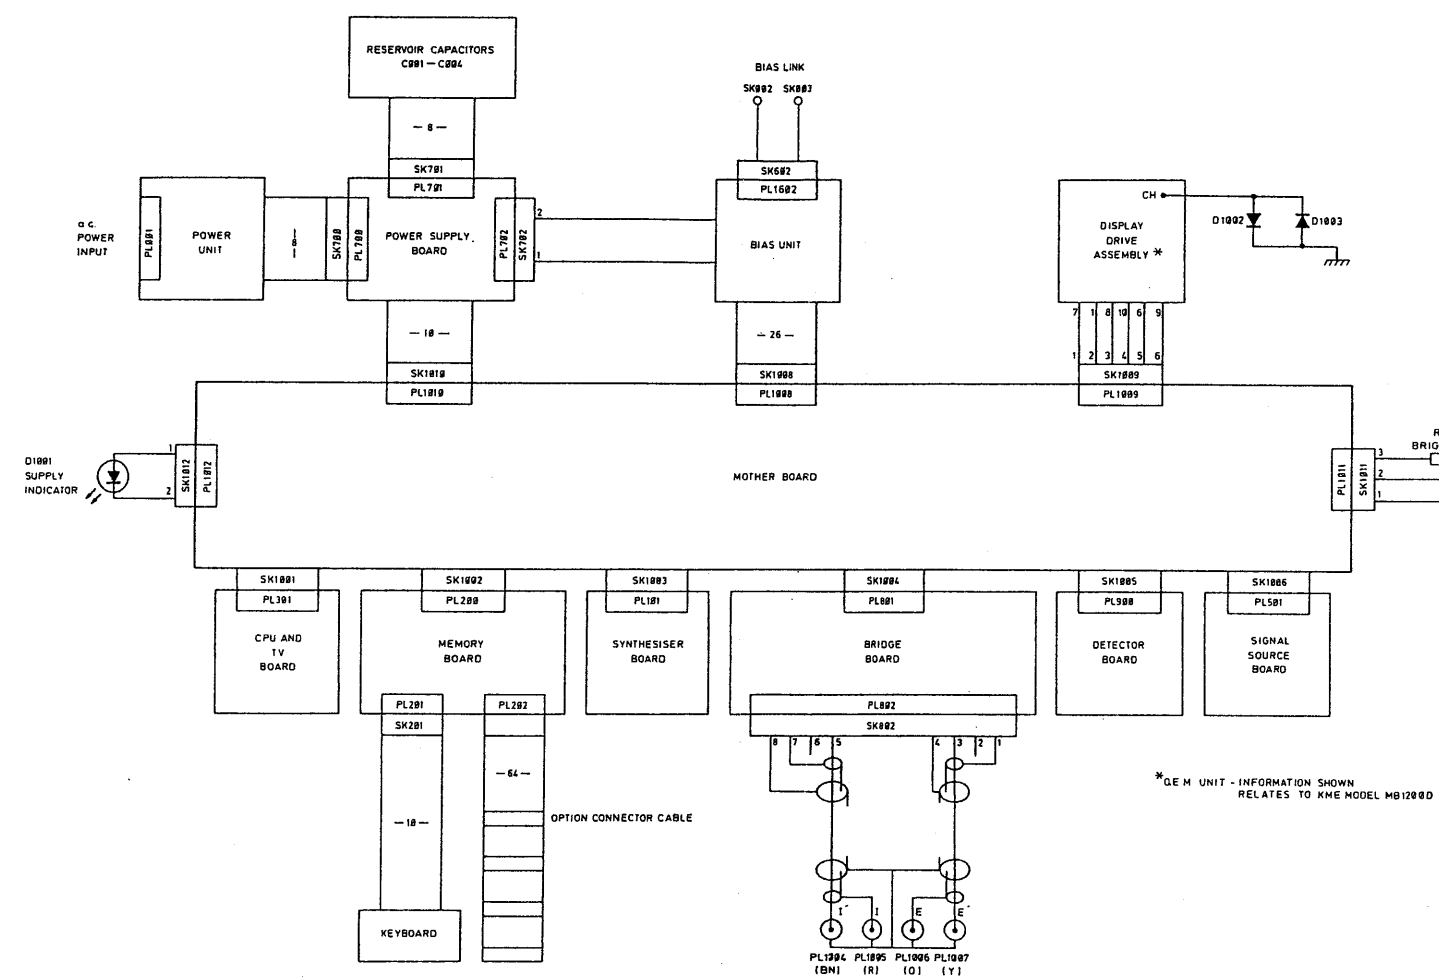 RESERVOIR CAPACITORS
C001—C004
— 8 —
SK701
PL701
BIAS LINK
SK002 SK003
SK602
PL1602
BIAS UNIT
a.c.
POWER
INPUT
PL001
POWER
UNIT
— 8 —
SK700
PL700
POWER SUPPLY
BOARD
PL702
SK702
2
1
CH
DISPLAY
DRIVE
ASSEMBLY *
D1002
D1003
— 10 —
— 26 —
7 1 8 10 6 9
1 2 3 4 5 6
SK1010
PL1010
SK1008
PL1008
SK1009
PL1009
D1001
SUPPLY
INDICATOR
1
2
SK1012
PL1012
MOTHER BOARD
PL1011
SK1011
3
2
1
R
BRIG
SK1001
PL301
CPU AND
TV
BOARD
SK1002
PL200
MEMORY
BOARD
PL201
SK201
PL202
SK1003
PL101
SYNTHESISER
BOARD
SK1004
PL801
BRIDGE
BOARD
PL802
SK802
8 7 6 5 4 3 2 1
SK1005
PL900
DETECTOR
BOARD
SK1006
PL501
SIGNAL
SOURCE
BOARD
— 10 —
— 64 —
OPTION CONNECTOR CABLE
KEYBOARD
*O.E M UNIT - INFORMATION SHOWN
RELATES TO KME MODEL MB1200D
I' I E E'
PL1004 PL1005 PL1006 PL1007
(BN) (R) (O) (Y)